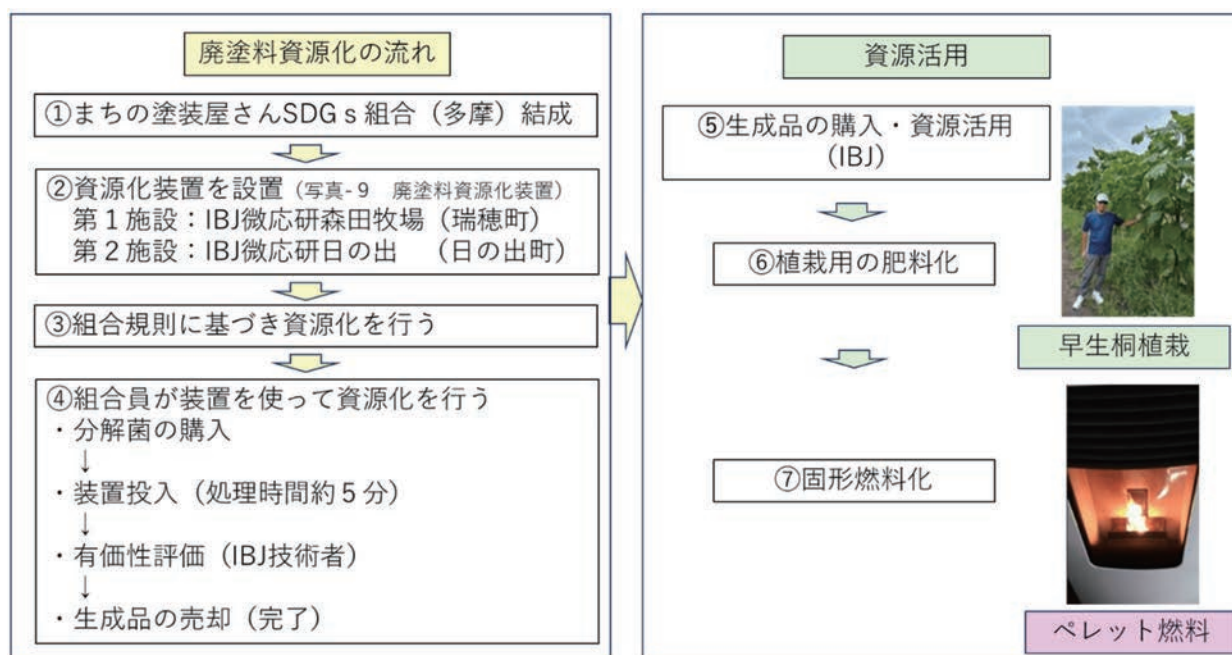 廃塗料資源化の流れ
①まちの塗装屋さんSDGｓ組合（多摩）結成
②資源化装置を設置（写真-９　廃塗料資源化装置）
第１施設：IBJ微応研森田牧場（瑞穂町）
第２施設：IBJ微応研日の出　（日の出町）
③組合規則に基づき資源化を行う
④組合員が装置を使って資源化を行う
・分解菌の購入
↓
・装置投入（処理時間約５分）
↓
・有価性評価（IBJ技術者）
↓
・生成品の売却（完了）
資源活用
⑤生成品の購入・資源活用
（IBJ）
⑥植栽用の肥料化
早生桐植栽
⑦固形燃料化
ペレット燃料